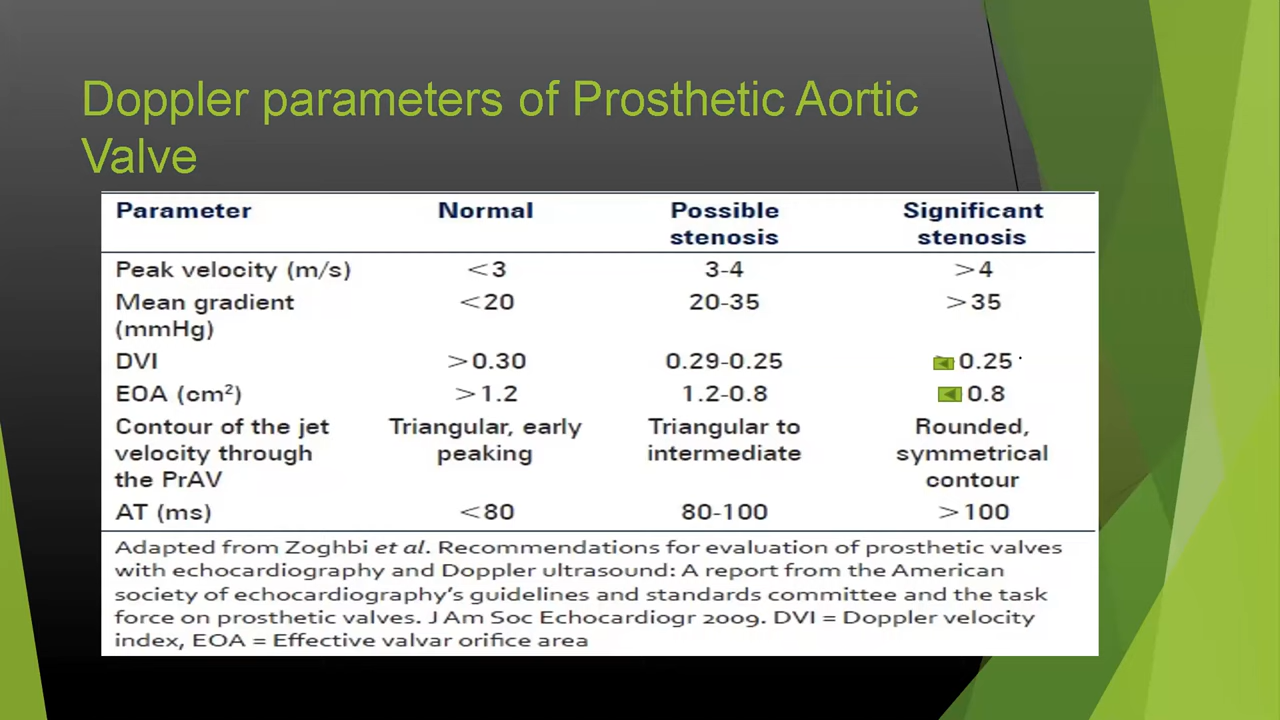 Doppler parameters of Prosthetic Aortic
Valve
Parameter Normal Possible stenosis Significant stenosis
Peak velocity (m/s) <3 3-4 >4
Mean gradient (mmHg) <20 20-35 >35
DVI >0.30 0.29-0.25 ◄0.25
EOA (cm²) >1.2 1.2-0.8 ◄0.8
Contour of the jet velocity through the PrAV Triangular, early peaking Triangular to intermediate Rounded, symmetrical contour
AT (ms) <80 80-100 >100
Adapted from Zoghbi et al. Recommendations for evaluation of prosthetic valves
with echocardiography and Doppler ultrasound: A report from the American
society of echocardiography's guidelines and standards committee and the task
force on prosthetic valves. J Am Soc Echocardiogr 2009. DVI = Doppler velocity
index, EOA = Effective valvar orifice area